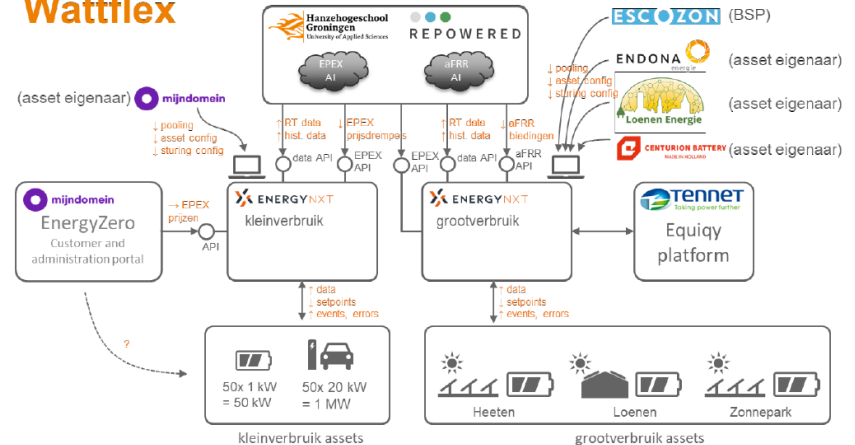 Wattflex
Hanzehogeschool
Groningen
University of Applied Sciences
REPOWERED
EPEX
AI
aFRR
AI
ESCOZON (BSP)
ENDONA
energie
(asset eigenaar)
Loenen Energie
(asset eigenaar)
CENTURION BATTERY
MADE IN HOLLAND
(asset eigenaar)
(asset eigenaar) mijndomein
↓ pooling
↓ asset config
↓ sturing config
↑ RT data
↑ hist. data
↓ EPEX
prijsdrempels
↑ RT data
↑ hist. data
↓ aFRR
biedingen
↓ pooling
↓ asset config
↓ sturing config
data API
EPEX
API
EPEX
API
data API
aFRR
API
mijndomein
EnergyZero
Customer and
administration portal
→ EPEX
prijzen
API
ENERGYNXT
kleinverbruik
ENERGYNXT
grootverbruik
TENNET
Taking power further
Equiqy
platform
↑ data
↓ setpoints
↑ events, errors
↑ data
↓ setpoints
↑ events, errors
?
50x 1 kW
= 50 kW
50x 20 kW
= 1 MW
Heeten
Loenen
Zonnepark
kleinverbruik assets
grootverbruik assets